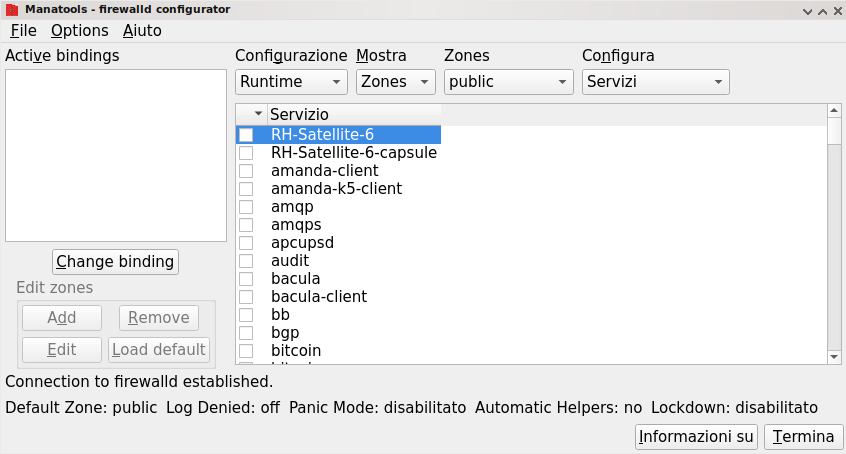 Manatools - firewalld configurator
File Options Aiuto
Active bindings
Configurazione Mostra Zones Configura
Runtime Zones public Servizi
Servizio
RH-Satellite-6
RH-Satellite-6-capsule
amanda-client
amanda-k5-client
amqp
amqps
apcupsd
audit
bacula
bacula-client
bb
bgp
bitcoin
Change binding
Edit zones
Add Remove
Edit Load default
Connection to firewalld established.
Default Zone: public Log Denied: off Panic Mode: disabilitato Automatic Helpers: no Lockdown: disabilitato
Informazioni su Termina